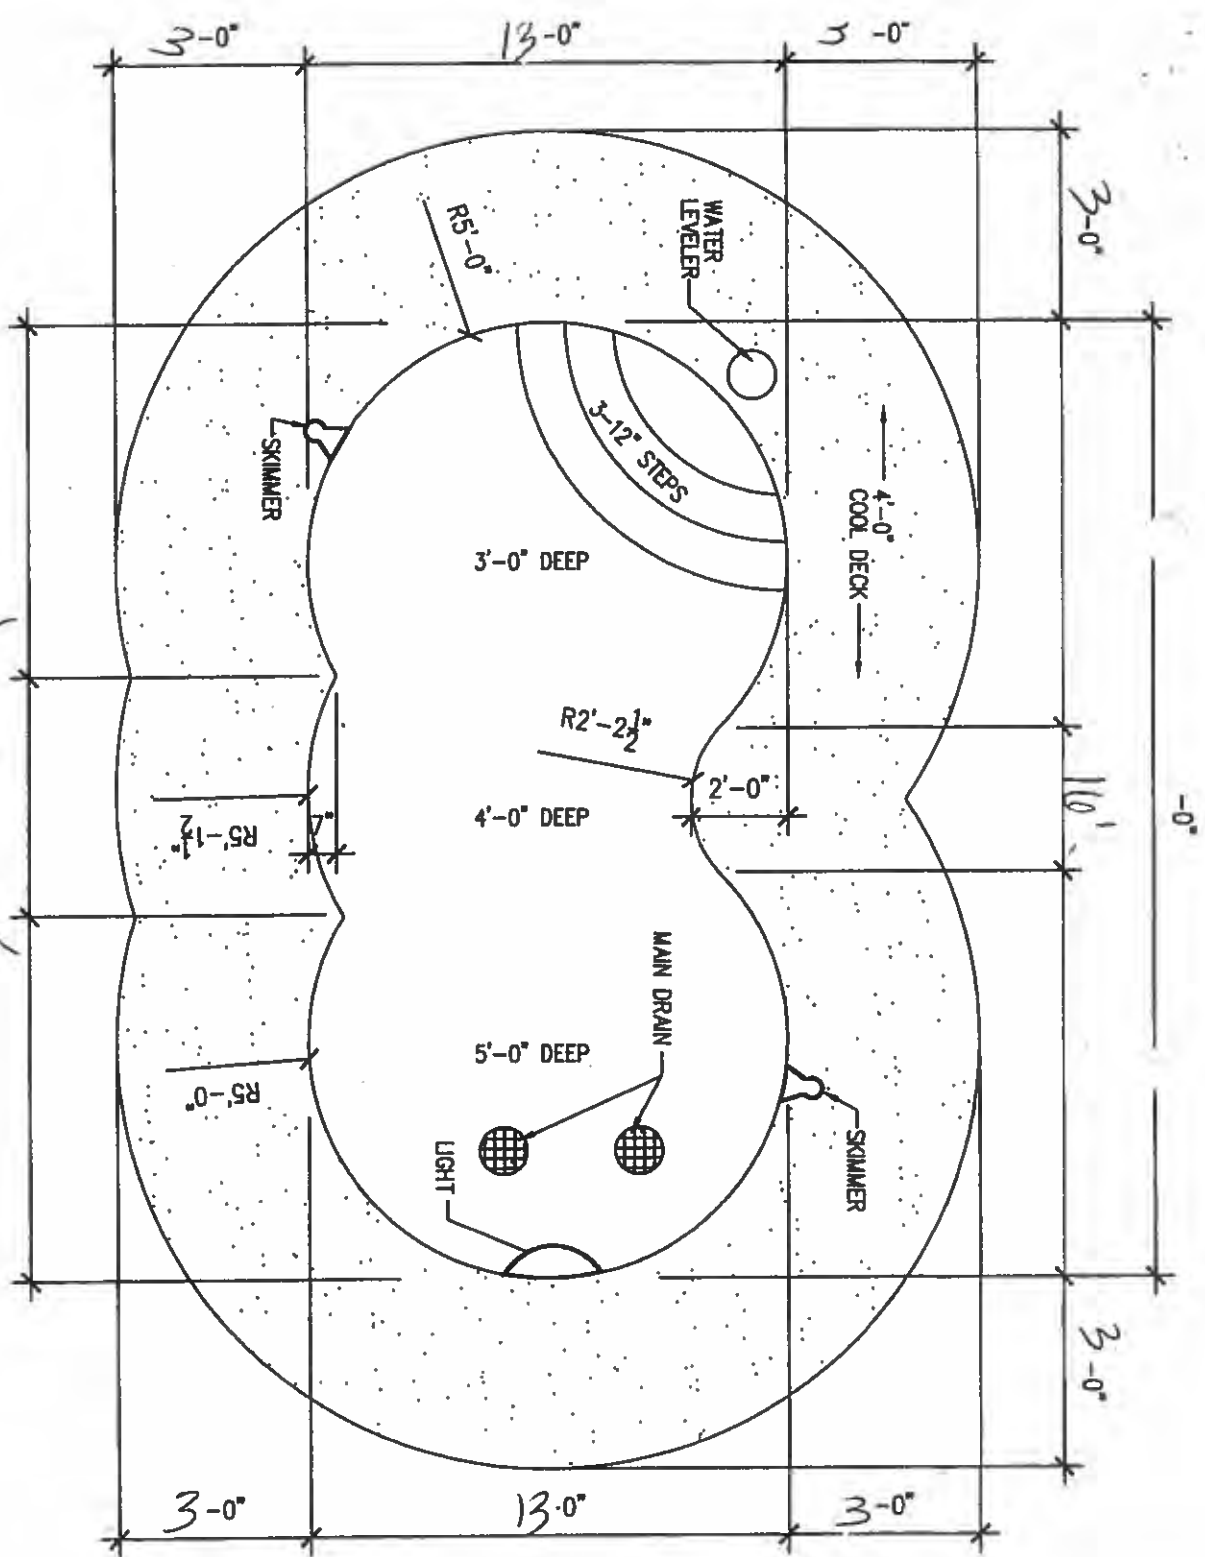 3-0"
13-0"
3-0"
3-0"
WATER
LEVELER
R5'-0"
4'-0"
COOL DECK
3-12" STEPS
SKIMMER
3'-0" DEEP
R2'-2½"
2'-0"
16'
-0"
4'-0" DEEP
7"
R5'-1½"
MAIN DRAIN
5'-0" DEEP
R5'-0"
LIGHT
SKIMMER
3-0"
3-0"
13-0"
3-0"